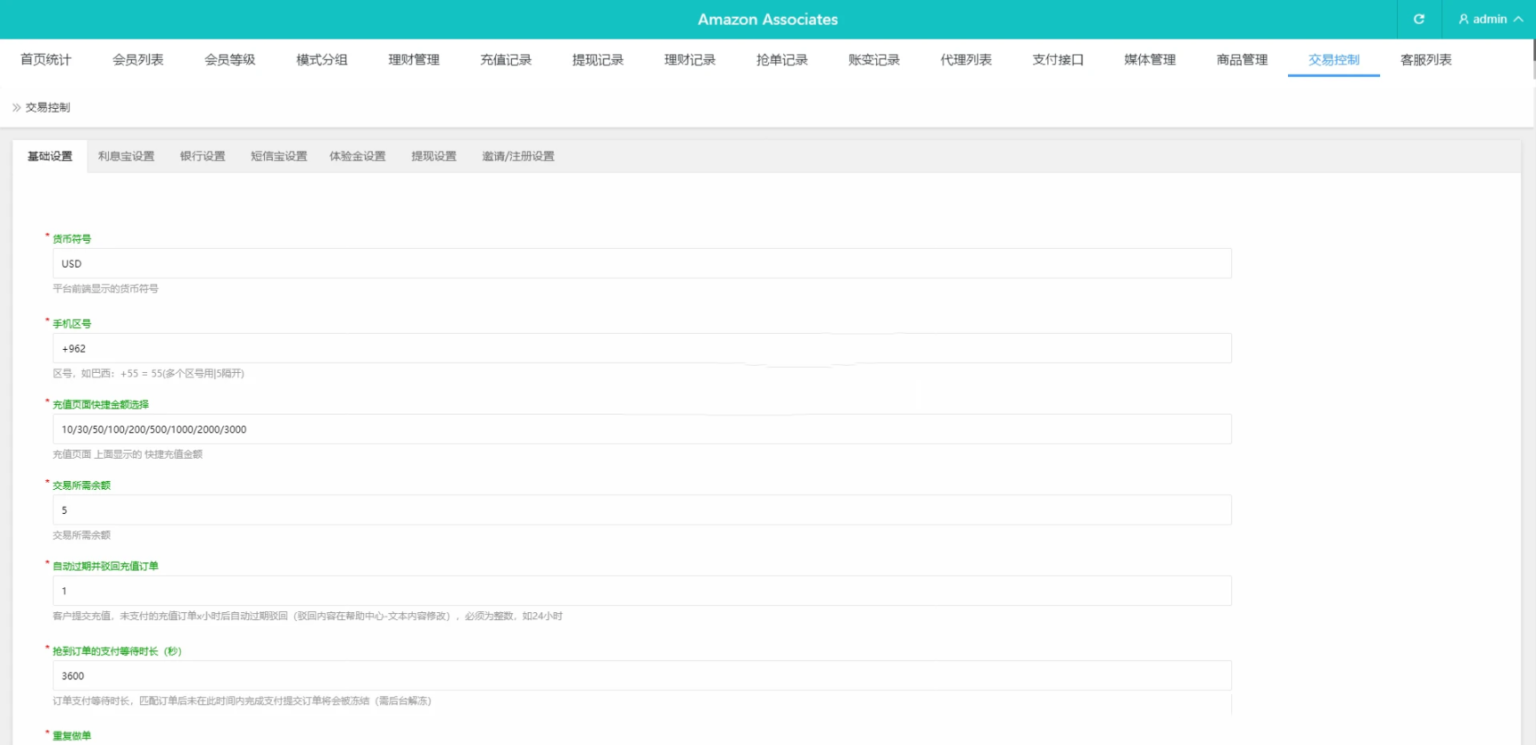 Amazon Associates
admin
首页统计 会员列表 会员等级 模式分组 理财管理 充值记录 提现记录 理财记录 抢单记录 账变记录 代理列表 支付接口 媒体管理 商品管理 交易控制 客服列表
» 交易控制
基础设置 利息宝设置 银行设置 短信宝设置 体验金设置 提现设置 邀请/注册设置
* 货币符号
USD
平台前端显示的货币符号
* 手机区号
+962
区号，如巴西：+55 = 55(多个区号用|隔开)
* 充值页面快捷金额选择
10/30/50/100/200/500/1000/2000/3000
充值页面 上面显示的 快捷充值金额
* 交易所需余额
5
交易所需余额
* 自动过期并驳回充值订单
1
客户提交充值，未支付的充值订单x小时后自动过期驳回（驳回内容在帮助中心-文本内容修改），必须为整数，如24小时
* 抢到订单的支付等待时长（秒）
3600
订单支付等待时长，匹配订单后未在此时间内完成支付提交订单将会被冻结（需后台解冻）
* 重复做单